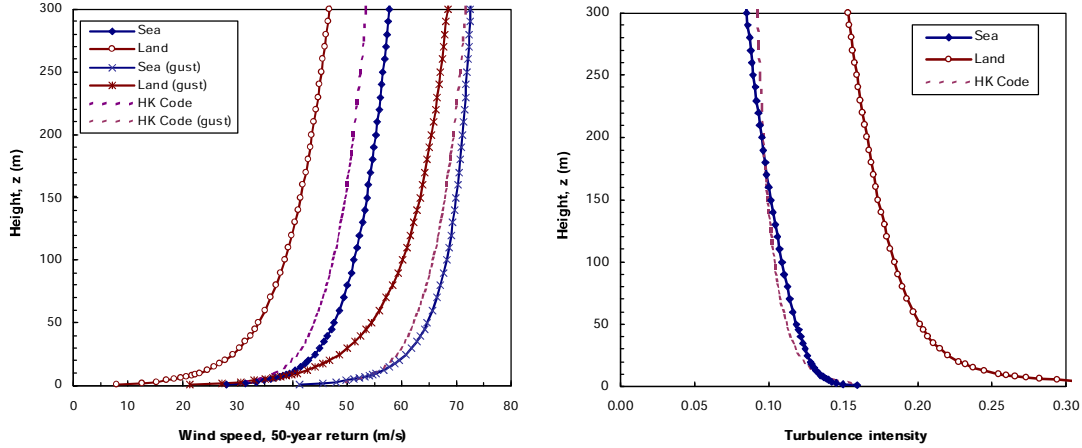 300
250
200
150
100
50
0
Height, z (m)
Sea
Land
Sea (gust)
Land (gust)
HK Code
HK Code (gust)
0 10 20 30 40 50 60 70 80
Wind speed, 50-year return (m/s)
300
250
200
150
100
50
0
Height, z (m)
Sea
Land
HK Code
0.00 0.05 0.10 0.15 0.20 0.25 0.30
Turbulence intensity